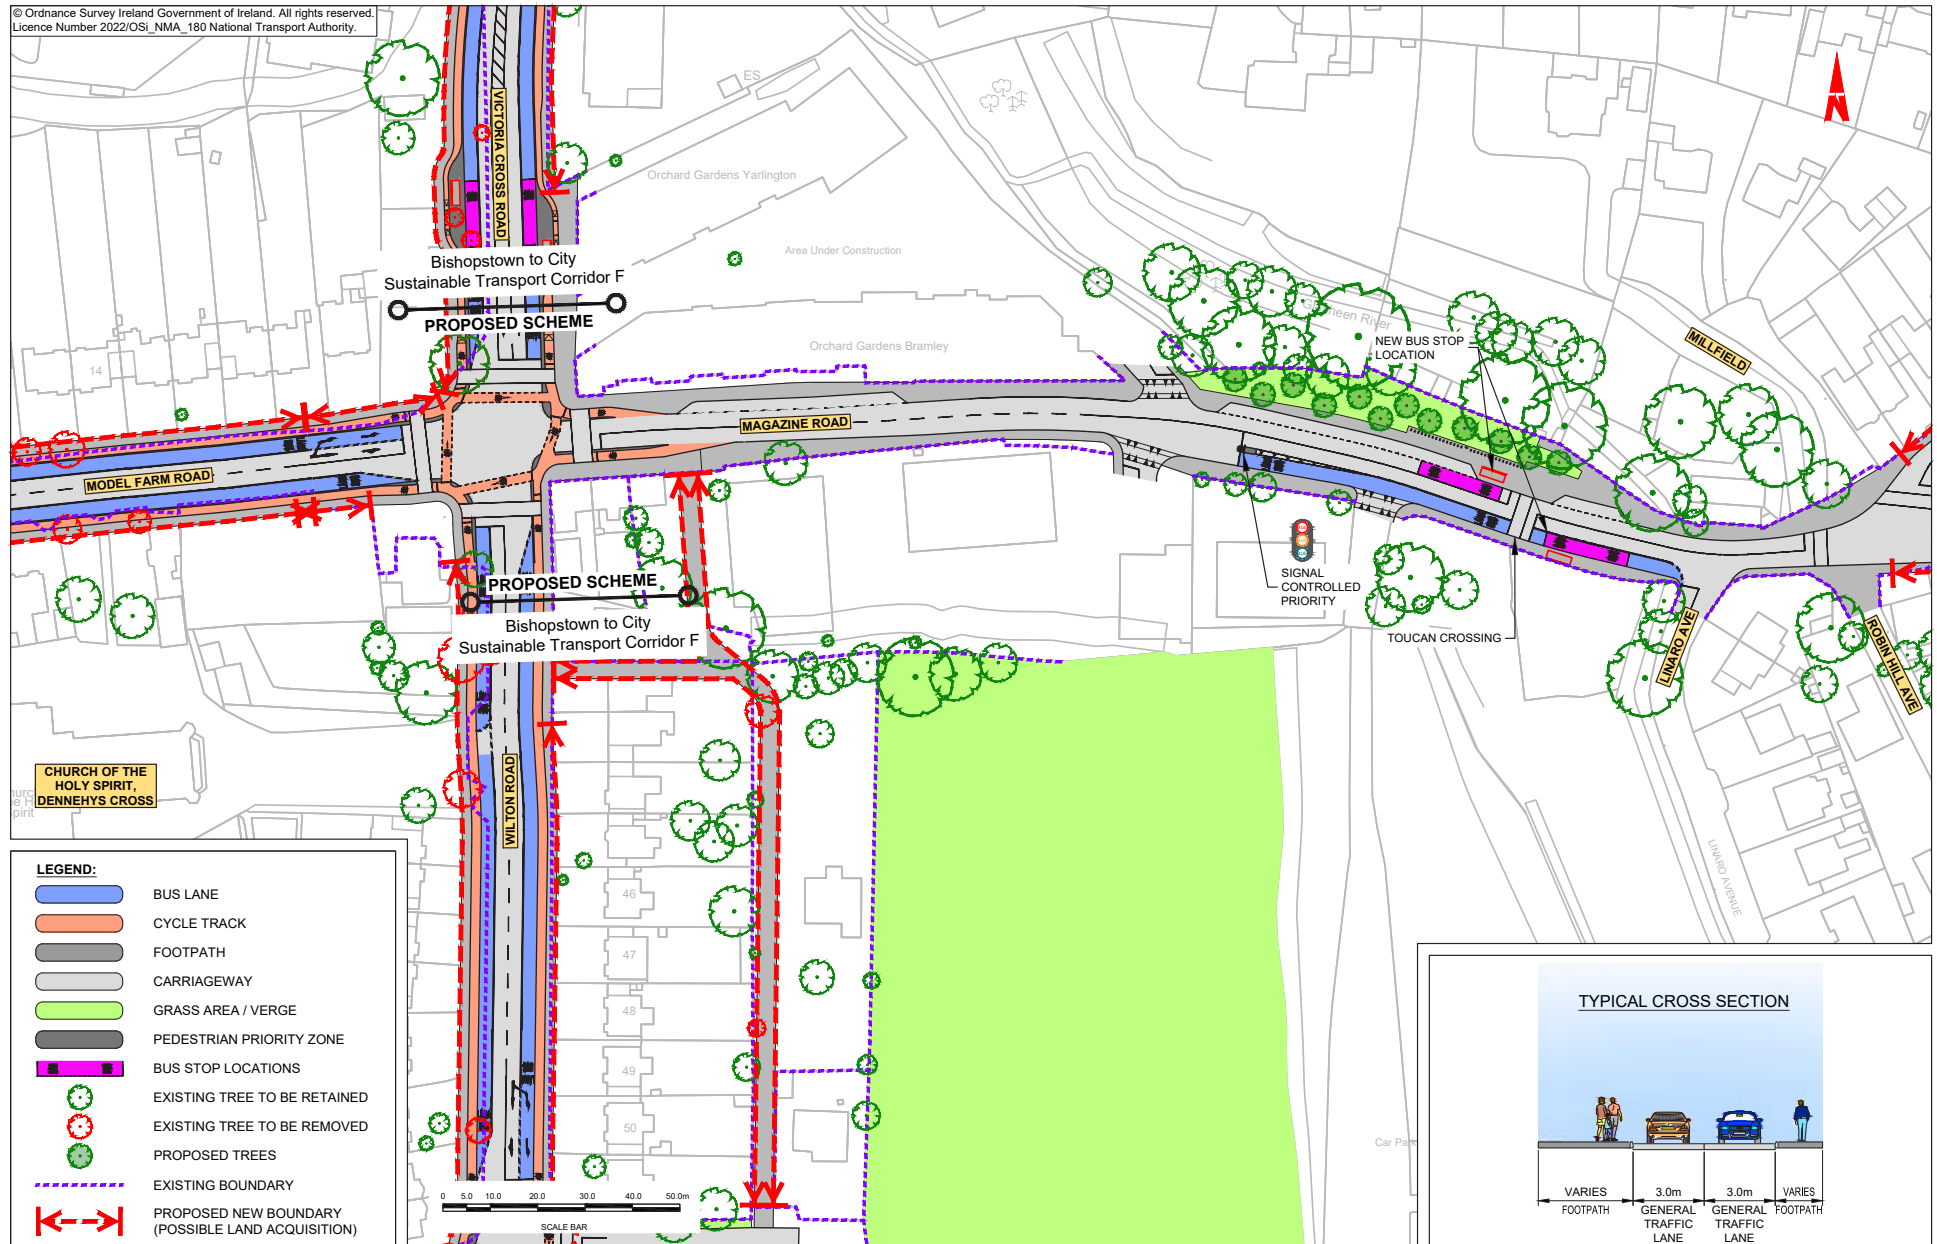 © Ordnance Survey Ireland Government of Ireland. All rights reserved.
Licence Number 2022/OSi_NMA_180 National Transport Authority.
VICTORIA CROSS ROAD
ES
Orchard Gardens Yarlington
Area Under Construction
Bishopstown to City
Sustainable Transport Corridor F
PROPOSED SCHEME
Orchard Gardens Bramley
14
MODEL FARM ROAD
MAGAZINE ROAD
NEW BUS STOP
LOCATION
MILLFIELD
SIGNAL
CONTROLLED
PRIORITY
TOUCAN CROSSING
LINARO AVE
ROBIN HILL AVE
LINARO AVENUE
PROPOSED SCHEME
Bishopstown to City
Sustainable Transport Corridor F
WILTON ROAD
CHURCH OF THE
HOLY SPIRIT,
DENNEHYS CROSS
46
47
48
49
50
Car Park
LEGEND:
BUS LANE
CYCLE TRACK
FOOTPATH
CARRIAGEWAY
GRASS AREA / VERGE
PEDESTRIAN PRIORITY ZONE
BUS STOP LOCATIONS
EXISTING TREE TO BE RETAINED
EXISTING TREE TO BE REMOVED
PROPOSED TREES
EXISTING BOUNDARY
PROPOSED NEW BOUNDARY
(POSSIBLE LAND ACQUISITION)
0 5.0 10.0 20.0 30.0 40.0 50.0m
SCALE BAR
TYPICAL CROSS SECTION
VARIES 3.0m 3.0m VARIES
FOOTPATH GENERAL TRAFFIC LANE GENERAL TRAFFIC LANE FOOTPATH